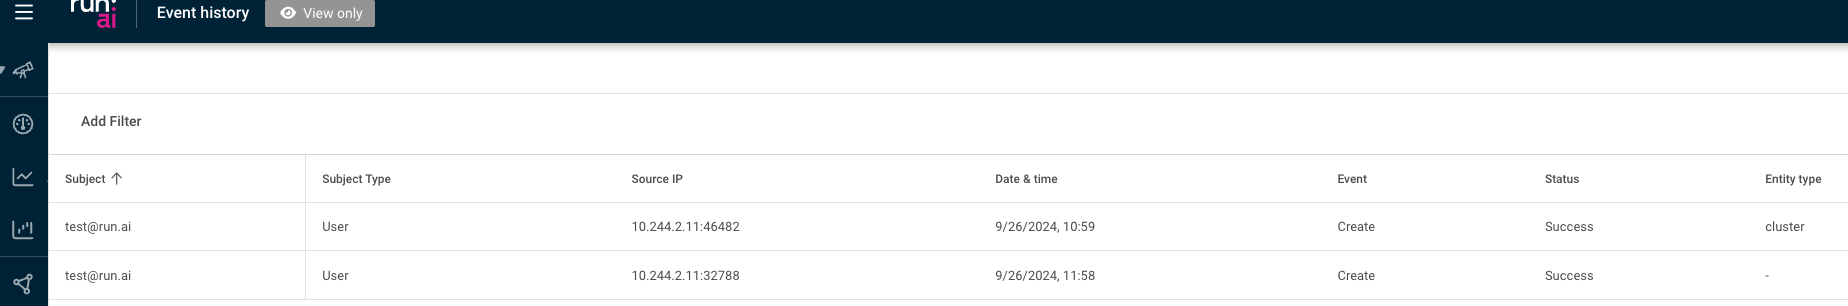 run:
ai
Event history
View only
Add Filter
Subject Subject Type Source IP Date & time Event Status Entity type
test@run.ai User 10.244.2.11:46482 9/26/2024, 10:59 Create Success cluster
test@run.ai User 10.244.2.11:32788 9/26/2024, 11:58 Create Success -